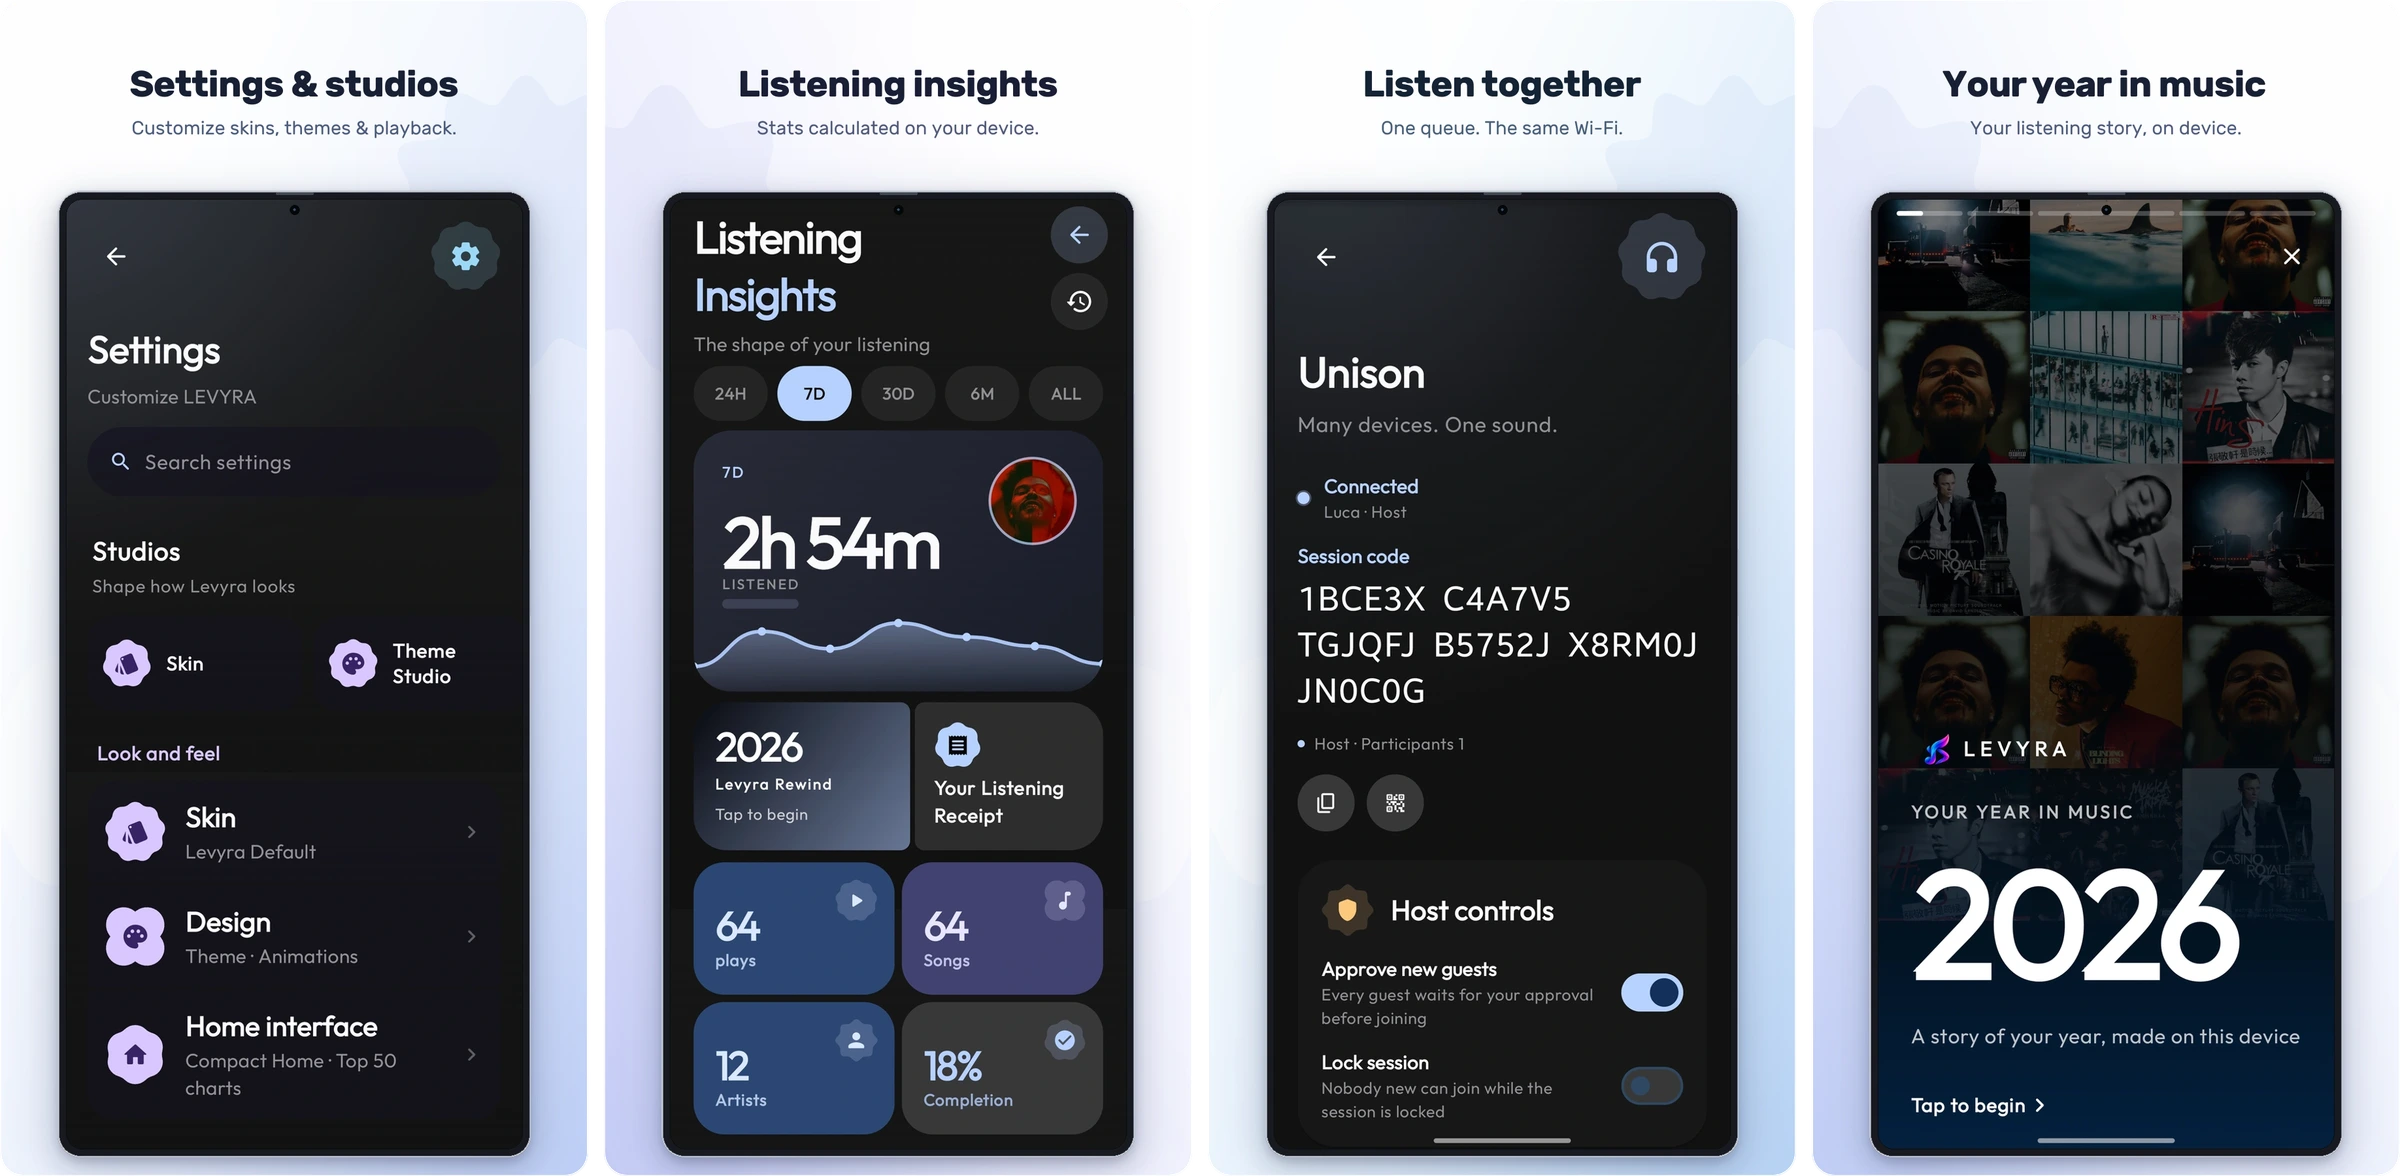 Settings & studios
Customize skins, themes & playback.
Settings
Customize LEVYRA
Search settings
Studios
Shape how Levyra looks
Skin
Theme
Studio
Look and feel
Skin
Levyra Default
Design
Theme · Animations
Home interface
Compact Home · Top 50
charts
Listening insights
Stats calculated on your device.
Listening
Insights
The shape of your listening
24H 7D 30D 6M ALL
7D
2h 54m
LISTENED
2026
Levyra Rewind
Tap to begin
Your Listening
Receipt
64
plays
64
Songs
12
Artists
18%
Completion
Listen together
One queue. The same Wi-Fi.
Unison
Many devices. One sound.
Connected
Luca · Host
Session code
1BCE3X C4A7V5
TGJQFJ B5752J X8RM0J
JN0C0G
Host · Participants 1
Host controls
Approve new guests
Every guest waits for your approval
before joining
Lock session
Nobody new can join while the
session is locked
Your year in music
Your listening story, on device.
CASINO
ROYALE
LEVYRA
YOUR YEAR IN MUSIC
CASINO
ROYALE
2026
A story of your year, made on this device
Tap to begin